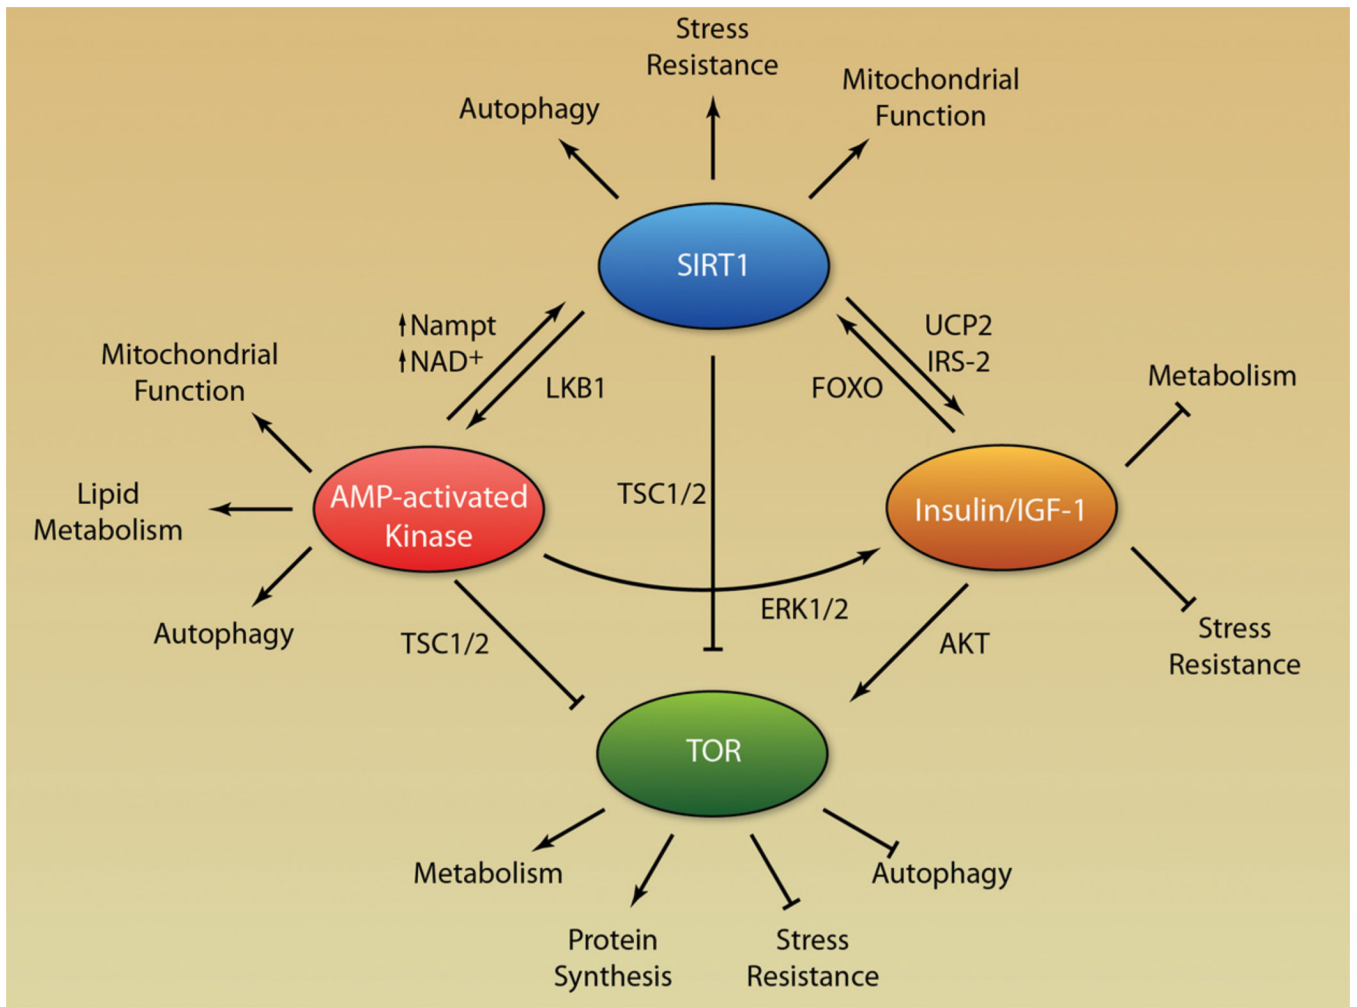 Stress
Resistance
Mitochondrial
Function
Autophagy
SIRT1
↑Nampt
↑NAD+
LKB1
UCP2
IRS-2
FOXO
Mitochondrial
Function
Metabolism
Lipid
Metabolism
AMP-activated
Kinase
TSC1/2
Insulin/IGF-1
Autophagy
TSC1/2
ERK1/2
AKT
Stress
Resistance
TOR
Metabolism
Autophagy
Protein
Synthesis
Stress
Resistance